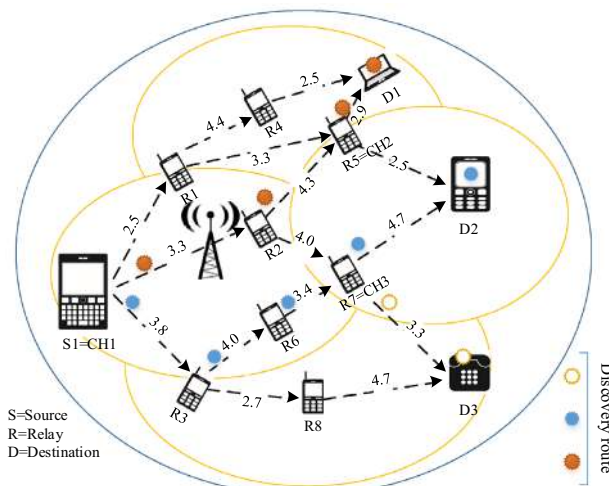 2.5
D1
4.4
R4
2.9
3.3
R5=CH2
R1
2.5
4.3
2.5
D2
3.3
R2
4.0
4.7
3.4
R7=CH3
S1=CH1
3.8
4.0
R6
3.3
R3
2.7
R8
4.7
D3
S=Source
R=Relay
D=Destination
Discovery route